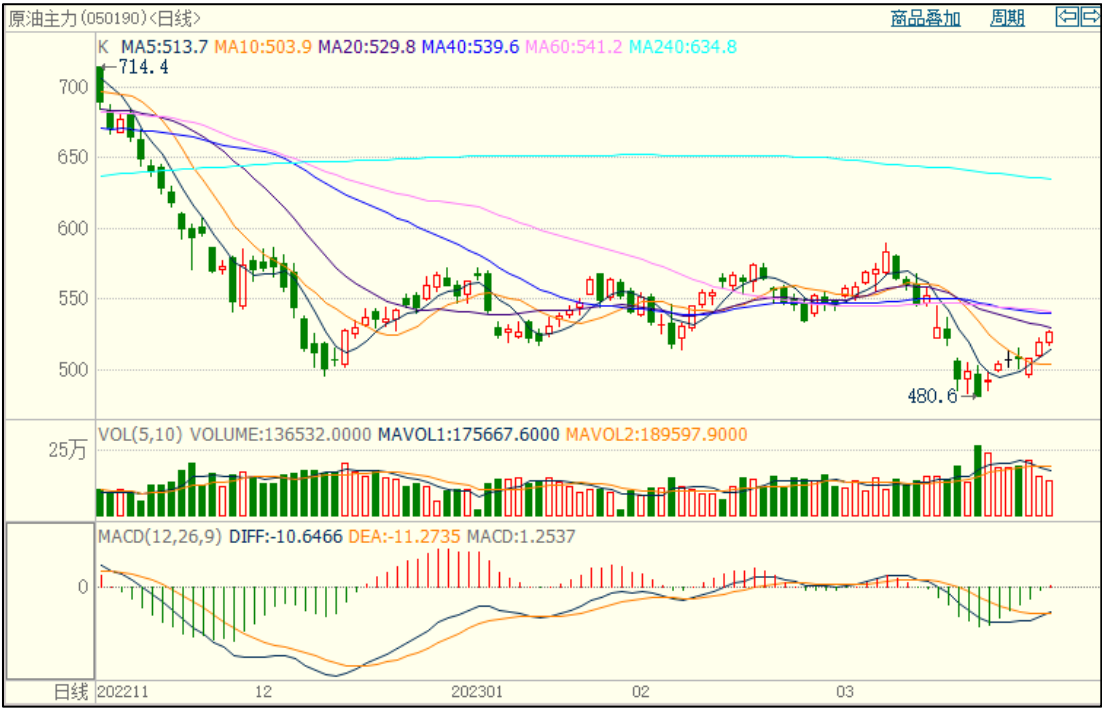 原油主力(050190)<日线> 商品叠加 周期
K MA5:513.7 MA10:503.9 MA20:529.8 MA40:539.6 MA60:541.2 MA240:634.8
←714.4
700
650
600
550
500
480.6→
VOL(5,10) VOLUME:136532.0000 MAVOL1:175667.6000 MAVOL2:189597.9000
25万
MACD(12,26,9) DIFF:-10.6466 DEA:-11.2735 MACD:1.2537
0
日线 202211 12 202301 02 03